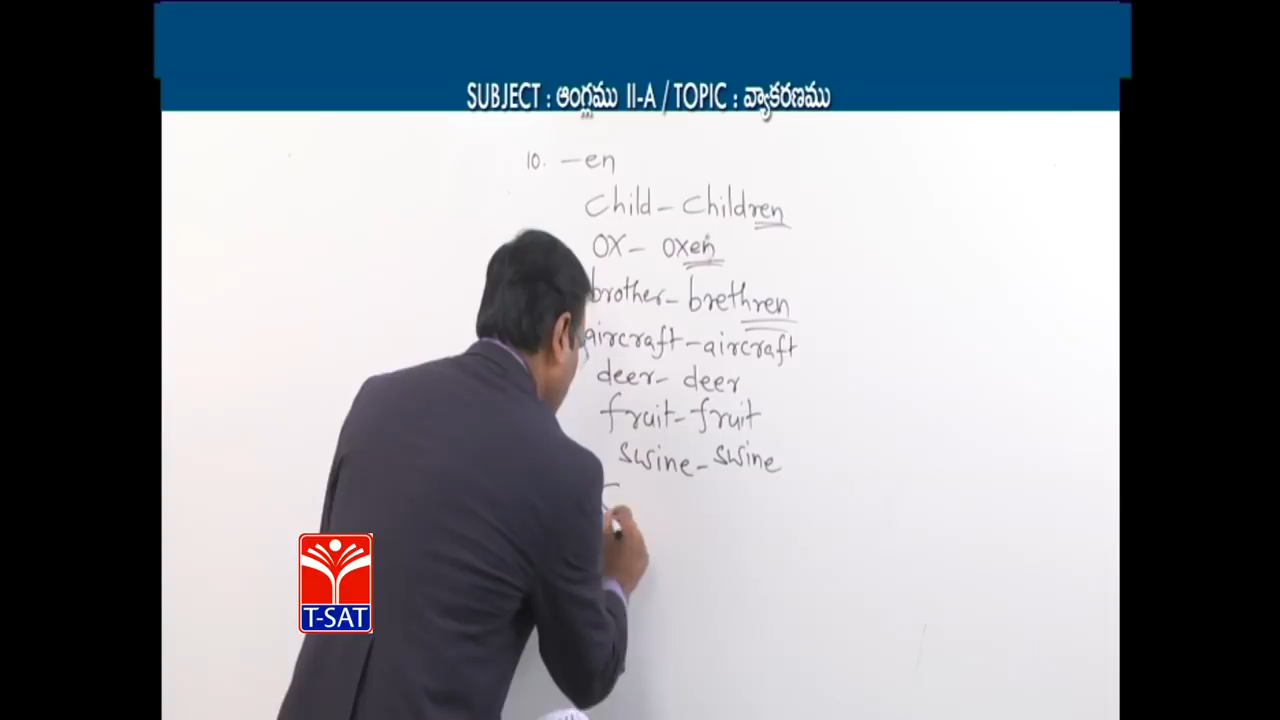 SUBJECT : ఆంగ్లము II-A / TOPIC : వ్యాకరణము
10. -en
Child - Children
OX - oxen
brother - brethren
aircraft - aircraft
deer - deer
fruit - fruit
swine - swine
T-SAT